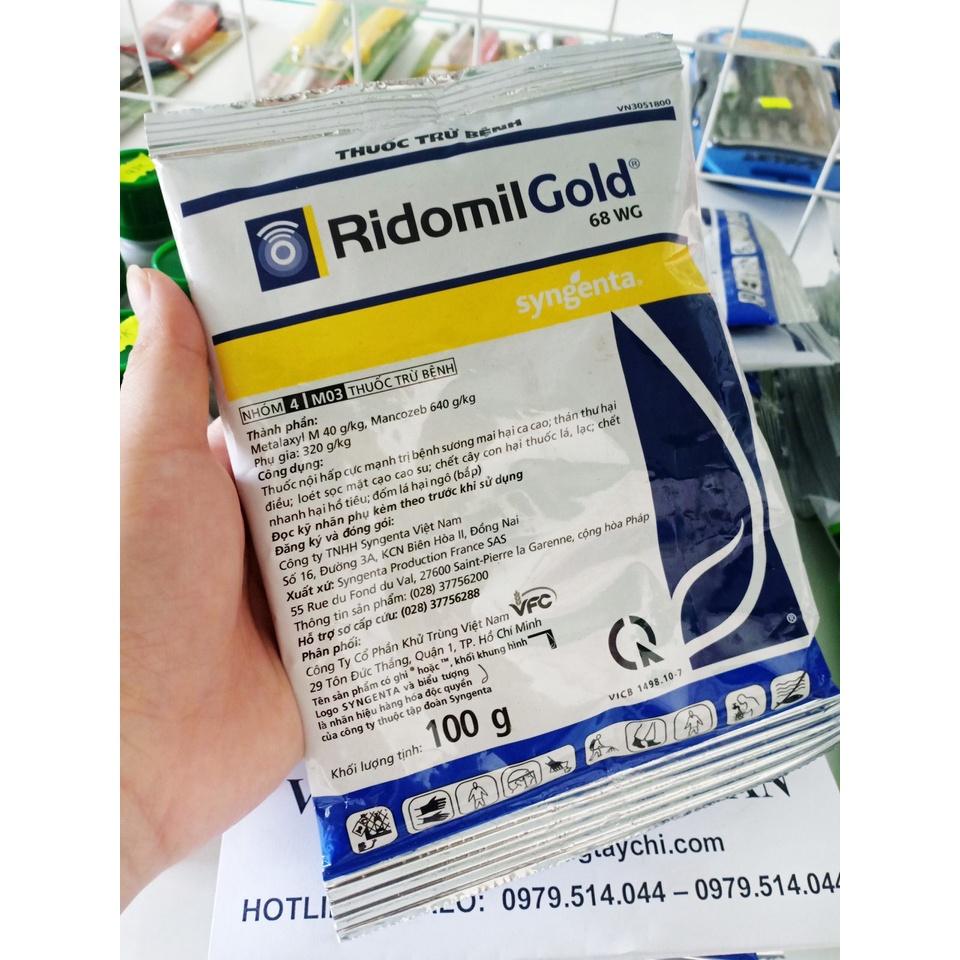 VN3051800
THUỐC TRỪ BỆNH
RidomilGold®
68 WG
syngenta®
NHÓM 4 M03 THUỐC TRỪ BỆNH
Thành phần:
Metalaxyl M 40 g/kg, Mancozeb 640 g/kg
Phụ gia: 320 g/kg
Công dụng:
Thuốc nội hấp cực mạnh trị bệnh sương mai hại ca cao; thán thư hại
điều; loét sọc mặt cạo cao su; chết cây con hại thuốc lá, lạc; chết
nhanh hại hồ tiêu; đốm lá hại ngô (bắp)
Đọc kỹ nhãn phụ kèm theo trước khi sử dụng
Đăng ký và đóng gói:
Công ty TNHH Syngenta Việt Nam
Số 16, Đường 3A, KCN Biên Hòa II, Đồng Nai
Xuất xứ: Syngenta Production France SAS
55 Rue du Fond du Val, 27600 Saint-Pierre la Garenne, cộng hòa Pháp
Thông tin sản phẩm: (028) 37756200
Hỗ trợ sơ cấp cứu: (028) 37756288
Phân phối:
VFC
Công Ty Cổ Phần Khử Trùng Việt Nam
29 Tôn Đức Thắng, Quận 1, TP. Hồ Chí Minh
Tên sản phẩm có ghi ® hoặc ™, khối khung hình
Logo SYNGENTA và biểu tượng
là nhãn hiệu hàng hóa độc quyền
của công ty thuộc tập đoàn Syngenta
®
VICB 1498.10-7
Khối lượng tịnh: 100 g
taychi.com
0979.514.044 – 0979.514.044